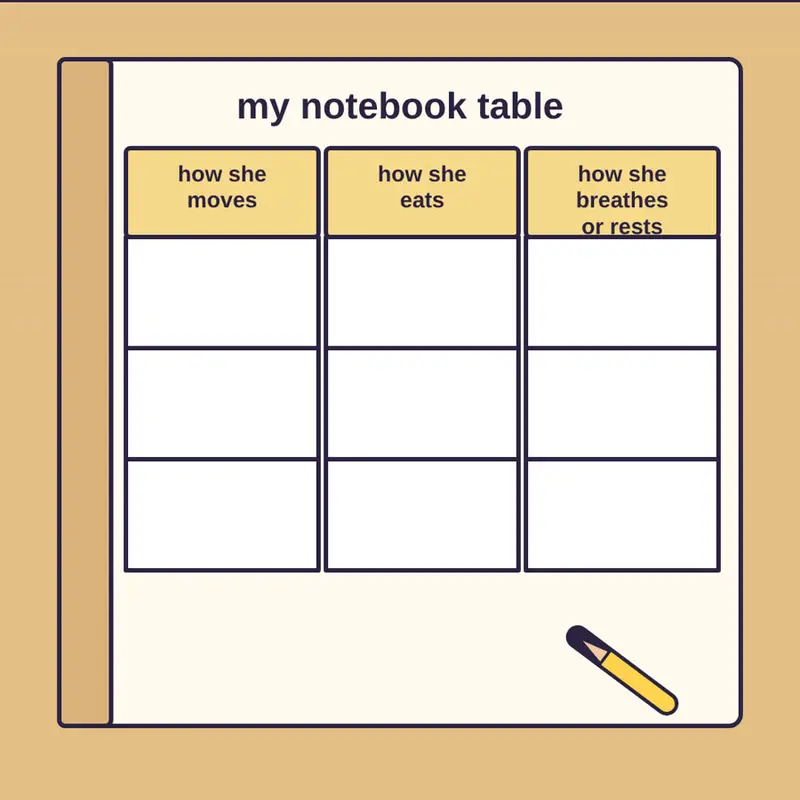 my notebook table
how she
moves
how she
eats
how she
breathes
or rests